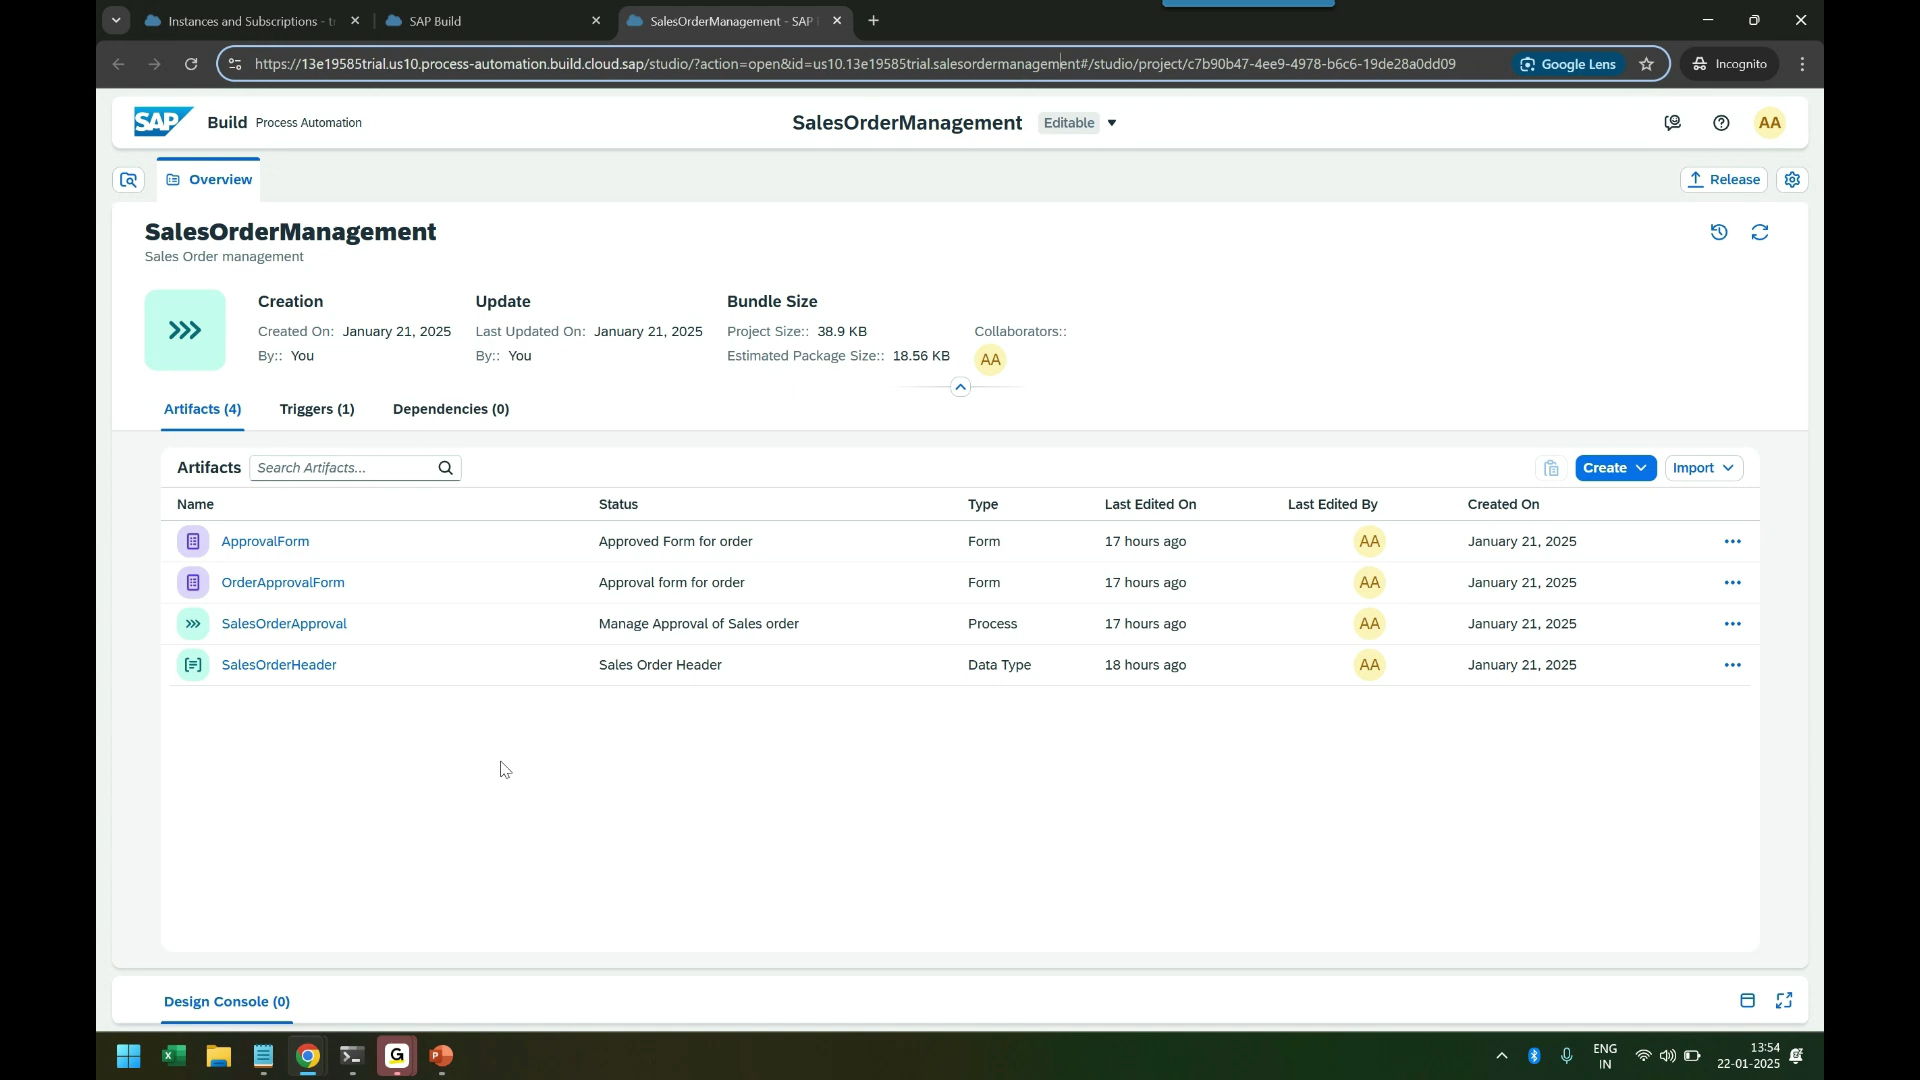 Instances and Subscriptions - t
SAP Build
SalesOrderManagement - SAP
https://13e19585trial.us10.process-automation.build.cloud.sap/studio/?action=open&id=us10.13e19585trial.salesordermanagement#/studio/project/c7b90b47-4ee9-4978-b6c6-19de28a0dd09
Google Lens
Incognito
SAP
Build Process Automation
SalesOrderManagement
Editable
AA
Overview
Release
SalesOrderManagement
Sales Order management
Creation
Update
Bundle Size
Created On: January 21, 2025
Last Updated On: January 21, 2025
Project Size:: 38.9 KB
Collaborators::
By:: You
By:: You
Estimated Package Size:: 18.56 KB
AA
Artifacts (4)
Triggers (1)
Dependencies (0)
Artifacts
Search Artifacts...
Create
Import
Name Status Type Last Edited On Last Edited By Created On
ApprovalForm Approved Form for order Form 17 hours ago AA January 21, 2025
OrderApprovalForm Approval form for order Form 17 hours ago AA January 21, 2025
SalesOrderApproval Manage Approval of Sales order Process 17 hours ago AA January 21, 2025
SalesOrderHeader Sales Order Header Data Type 18 hours ago AA January 21, 2025
Design Console (0)
G
P
ENG
IN
13:54
22-01-2025